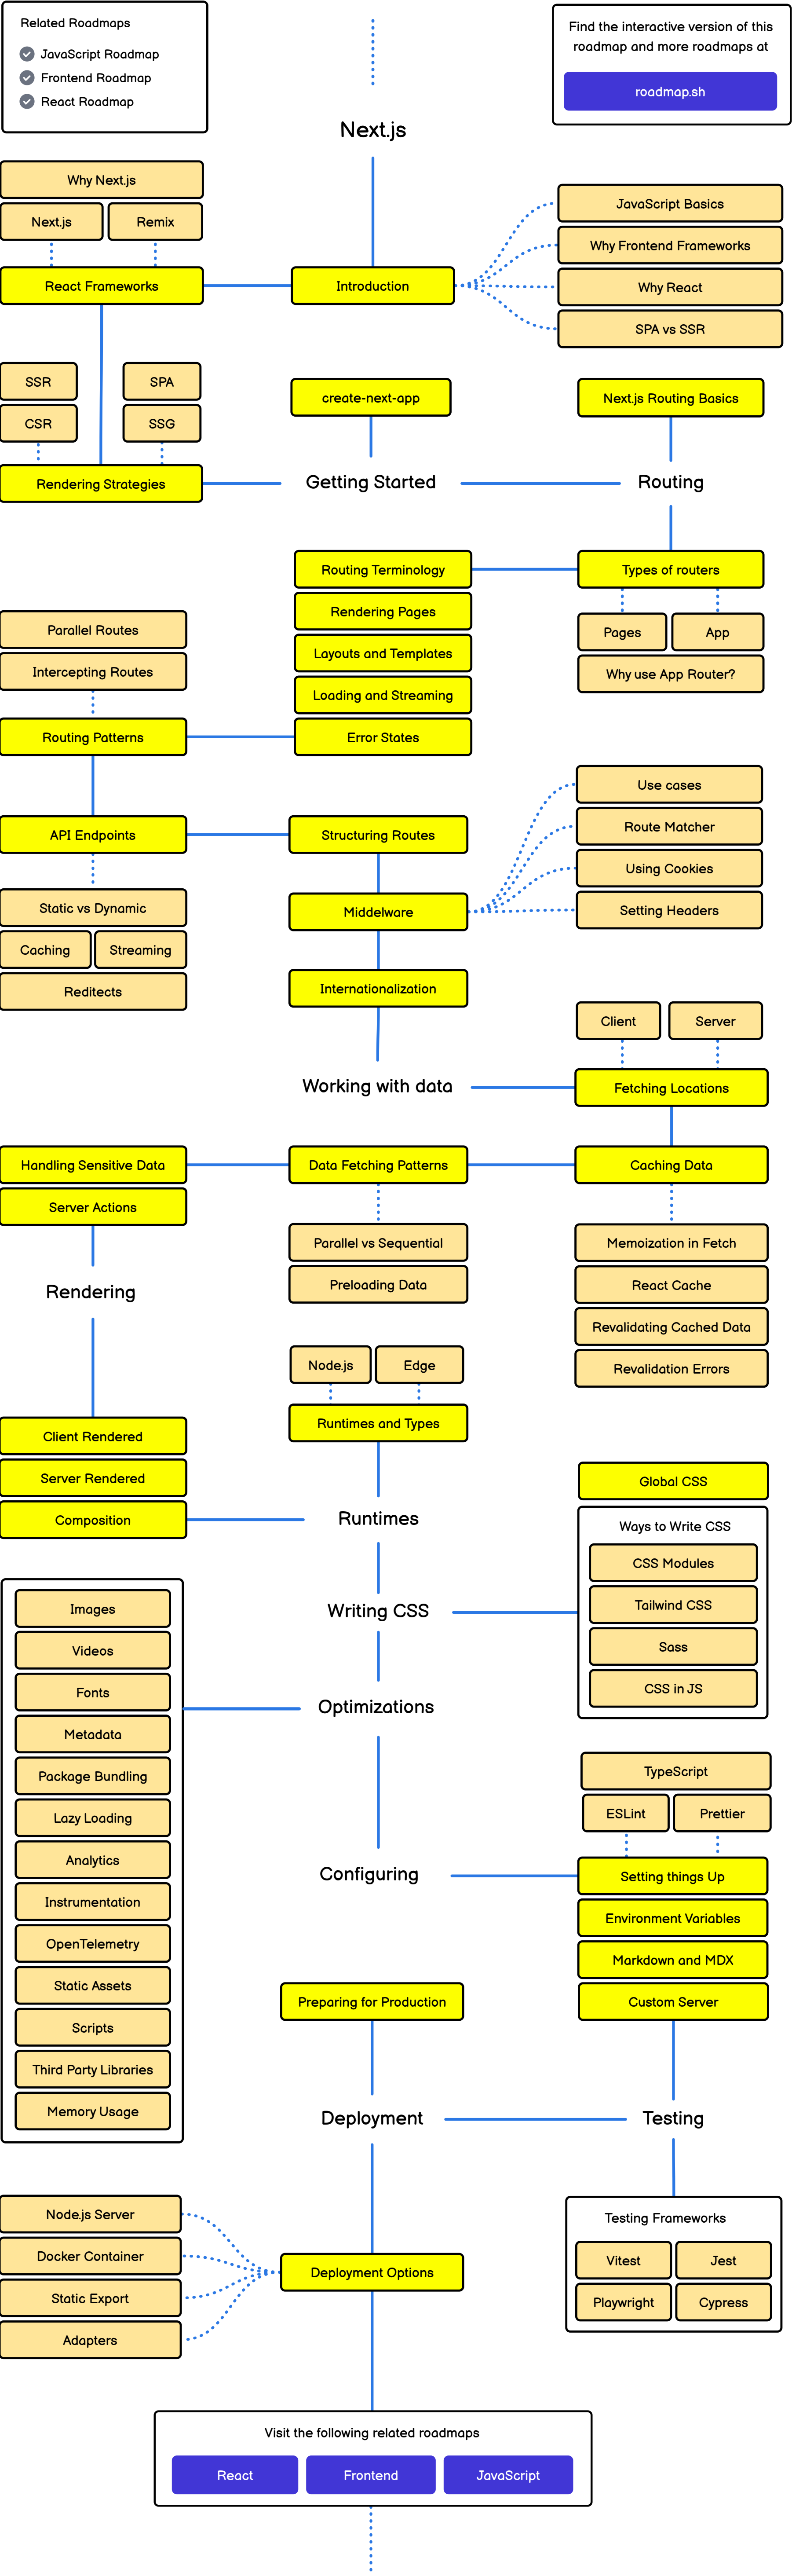 Related Roadmaps
JavaScript Roadmap
Frontend Roadmap
React Roadmap
Find the interactive version of this
roadmap and more roadmaps at
roadmap.sh
Next.js
Why Next.js
Next.js
Remix
React Frameworks
Introduction
JavaScript Basics
Why Frontend Frameworks
Why React
SPA vs SSR
SSR
SPA
CSR
SSG
Rendering Strategies
create-next-app
Getting Started
Next.js Routing Basics
Routing
Types of routers
Pages
App
Why use App Router?
Routing Terminology
Rendering Pages
Layouts and Templates
Loading and Streaming
Error States
Parallel Routes
Intercepting Routes
Routing Patterns
API Endpoints
Static vs Dynamic
Caching
Streaming
Reditects
Structuring Routes
Middelware
Internationalization
Use cases
Route Matcher
Using Cookies
Setting Headers
Working with data
Client
Server
Fetching Locations
Caching Data
Memoization in Fetch
React Cache
Revalidating Cached Data
Revalidation Errors
Data Fetching Patterns
Parallel vs Sequential
Preloading Data
Handling Sensitive Data
Server Actions
Rendering
Client Rendered
Server Rendered
Composition
Node.js
Edge
Runtimes and Types
Runtimes
Writing CSS
Global CSS
Ways to Write CSS
CSS Modules
Tailwind CSS
Sass
CSS in JS
Optimizations
Images
Videos
Fonts
Metadata
Package Bundling
Lazy Loading
Analytics
Instrumentation
OpenTelemetry
Static Assets
Scripts
Third Party Libraries
Memory Usage
Configuring
TypeScript
ESLint
Prettier
Setting things Up
Environment Variables
Markdown and MDX
Custom Server
Preparing for Production
Deployment
Testing
Testing Frameworks
Vitest
Jest
Playwright
Cypress
Node.js Server
Docker Container
Static Export
Adapters
Deployment Options
Visit the following related roadmaps
React
Frontend
JavaScript